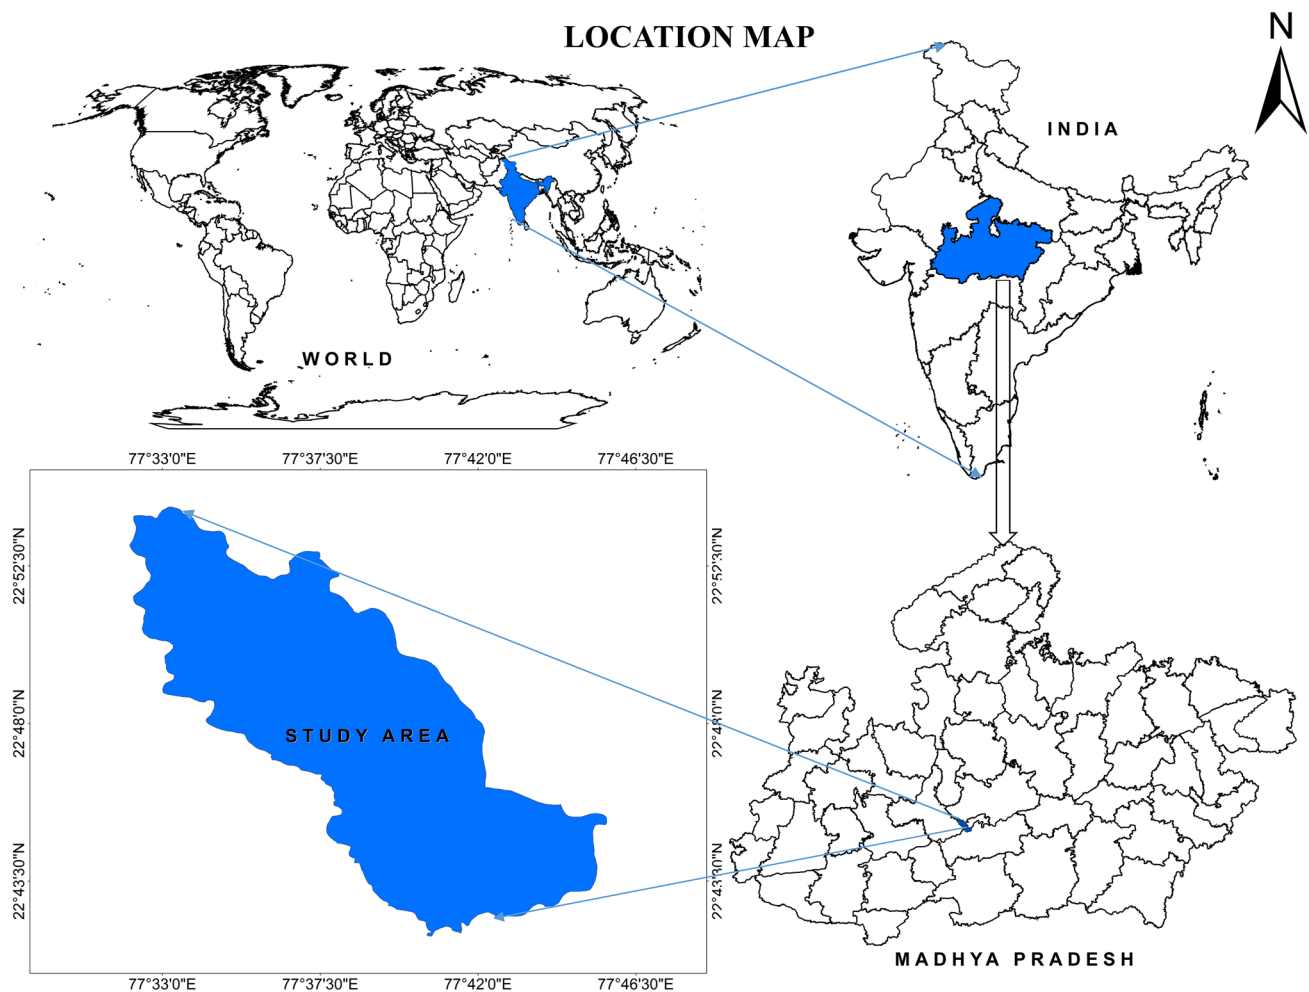 LOCATION MAP
N
INDIA
WORLD
77°33'0"E 77°37'30"E 77°42'0"E 77°46'30"E
22°52'30"N
22°52'30"N
22°48'0"N
22°48'0"N
STUDY AREA
22°43'30"N
22°43'30"N
MADHYA PRADESH
77°33'0"E 77°37'30"E 77°42'0"E 77°46'30"E